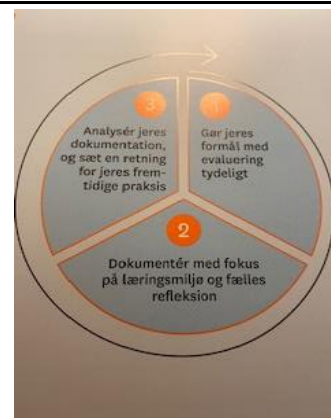 1
Gør jeres
formål med
evaluering
tydeligt
2
Dokumentér med fokus
på læringsmiljø og fælles
refleksion
3
Analysér jeres
dokumentation,
og sæt en retning
for jeres frem-
tidige praksis